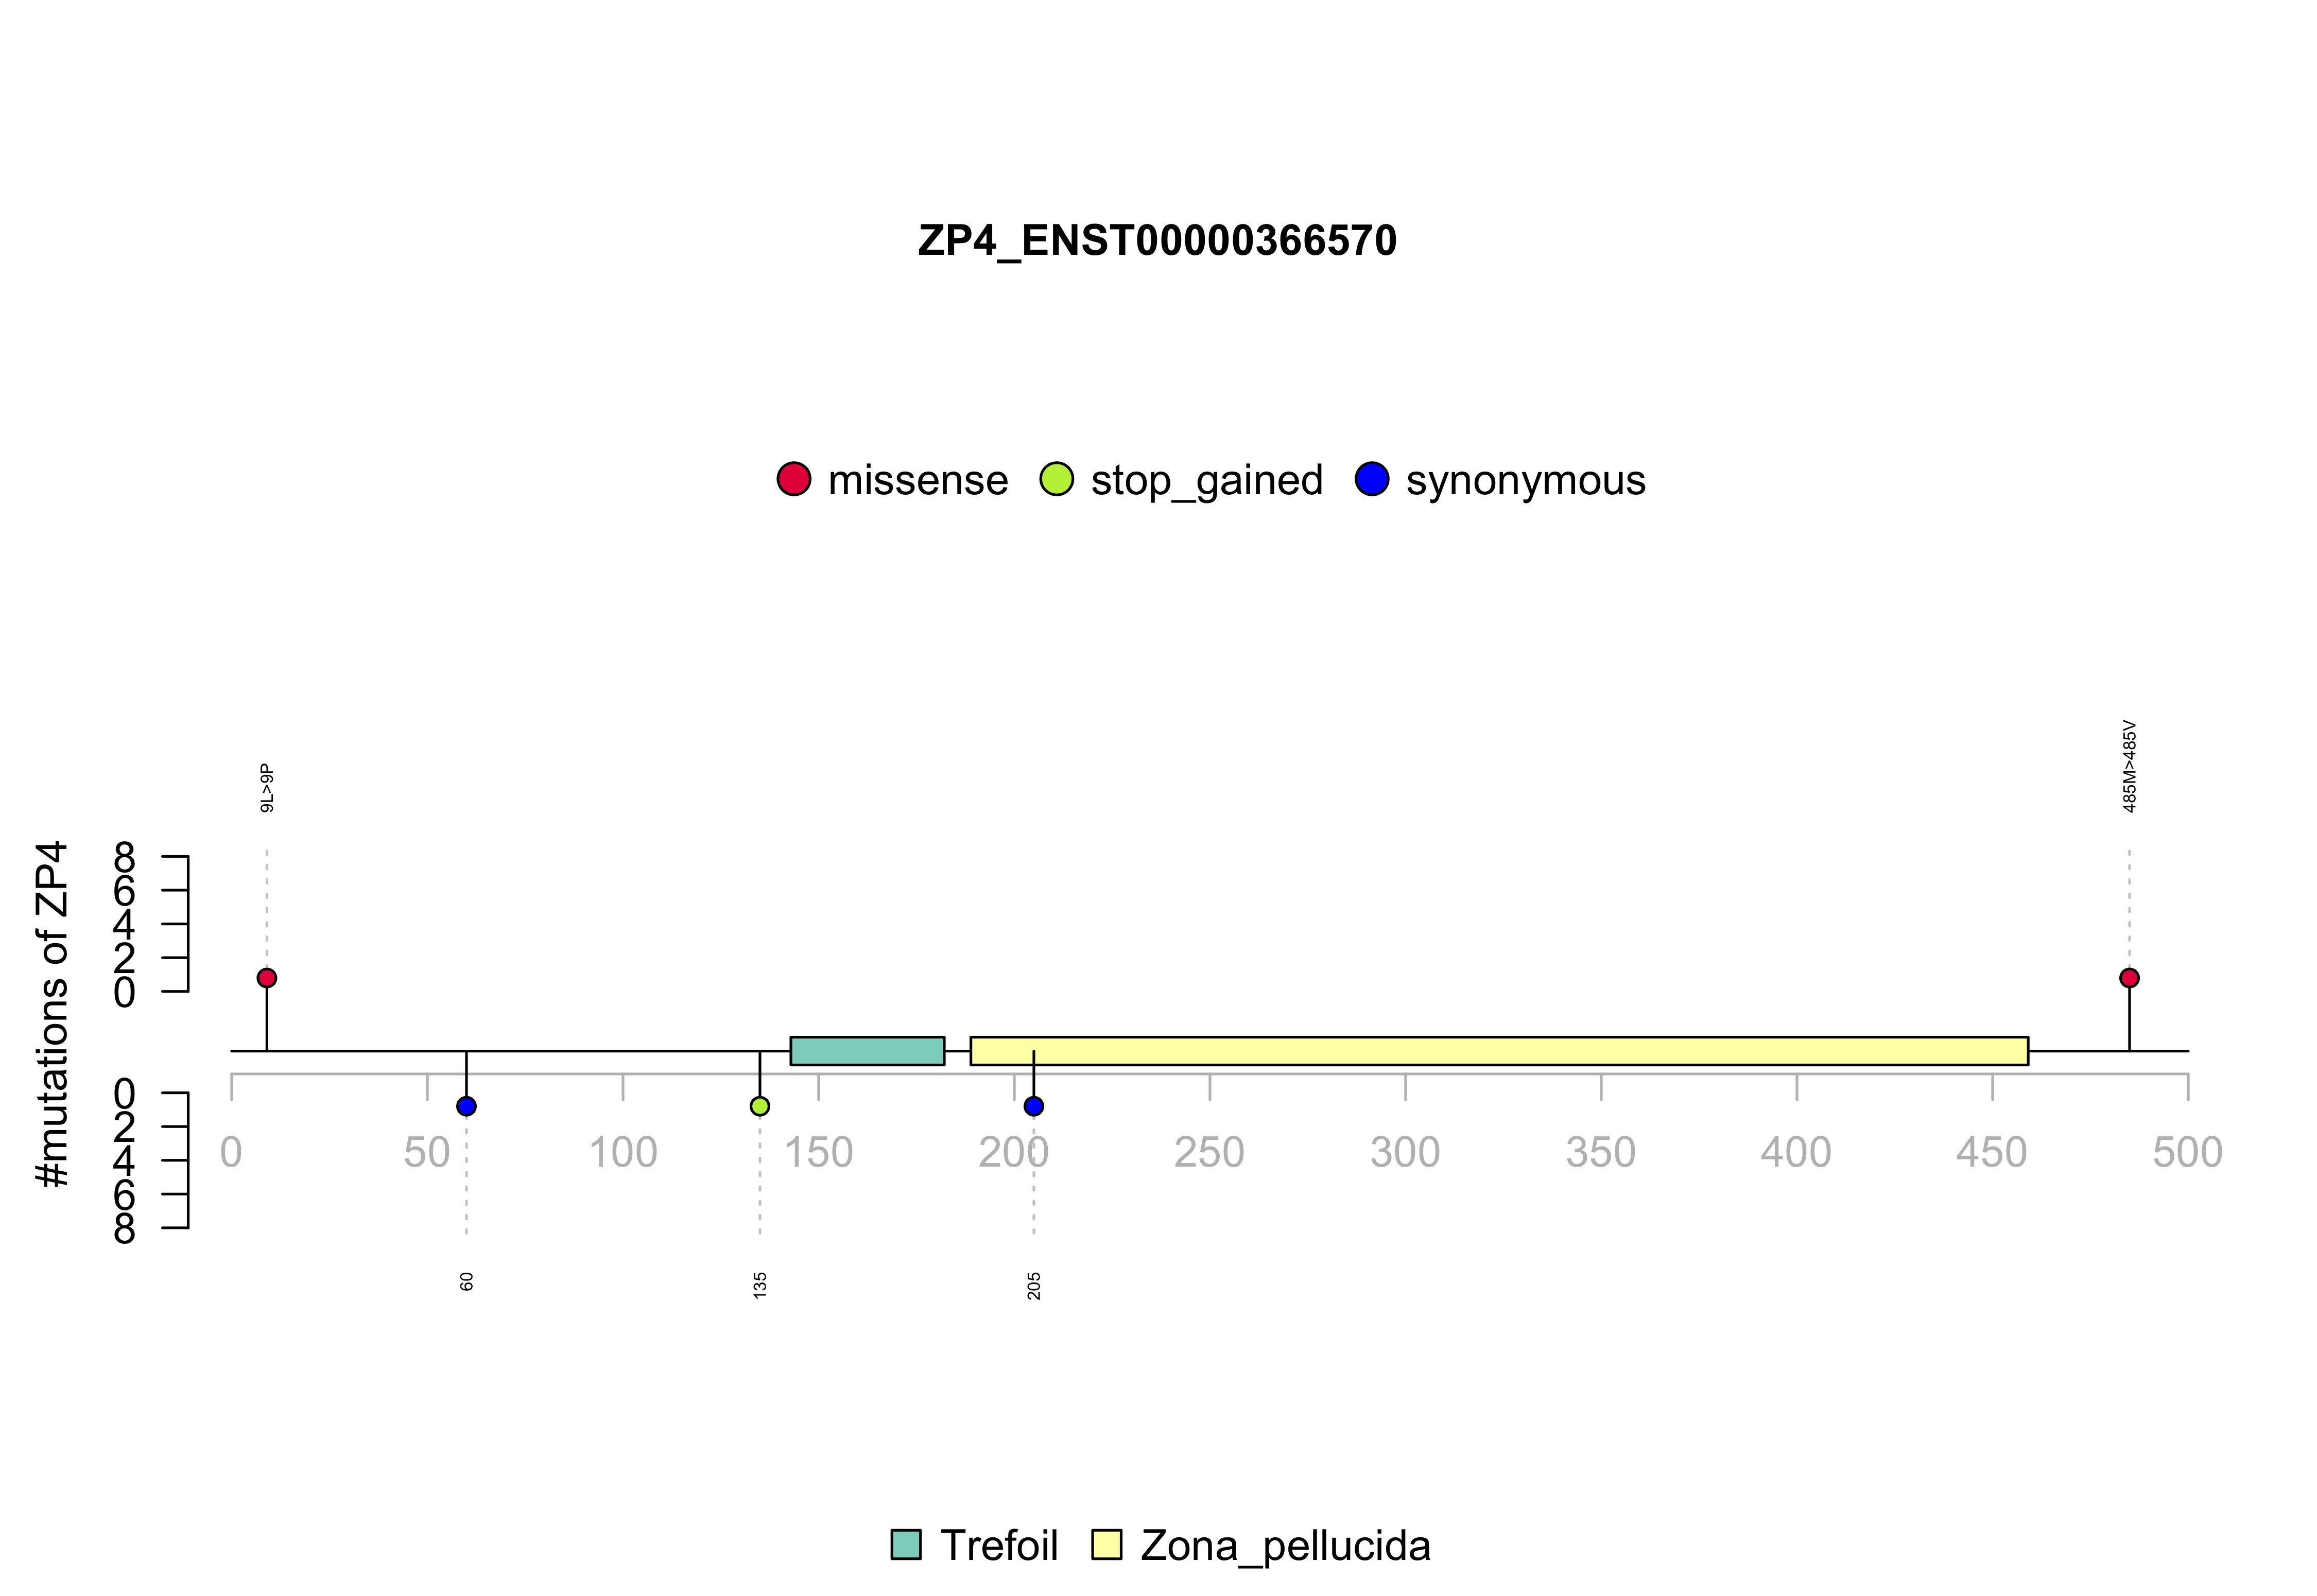 ZP4_ENST00000366570
missense stop_gained synonymous
9L>9P
485M>485V
#mutations of ZP4
8
6
4
2
0
0
2
4
6
8
0 50 100 150 200 250 300 350 400 450 500
60
135
205
Trefoil Zona_pellucida